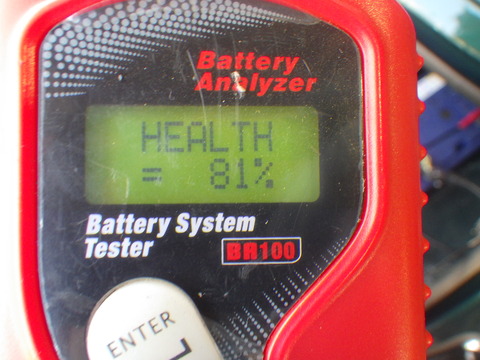 Battery
Analyzer
HEALTH
= 81%
Battery System
Tester
BR100
ENTER